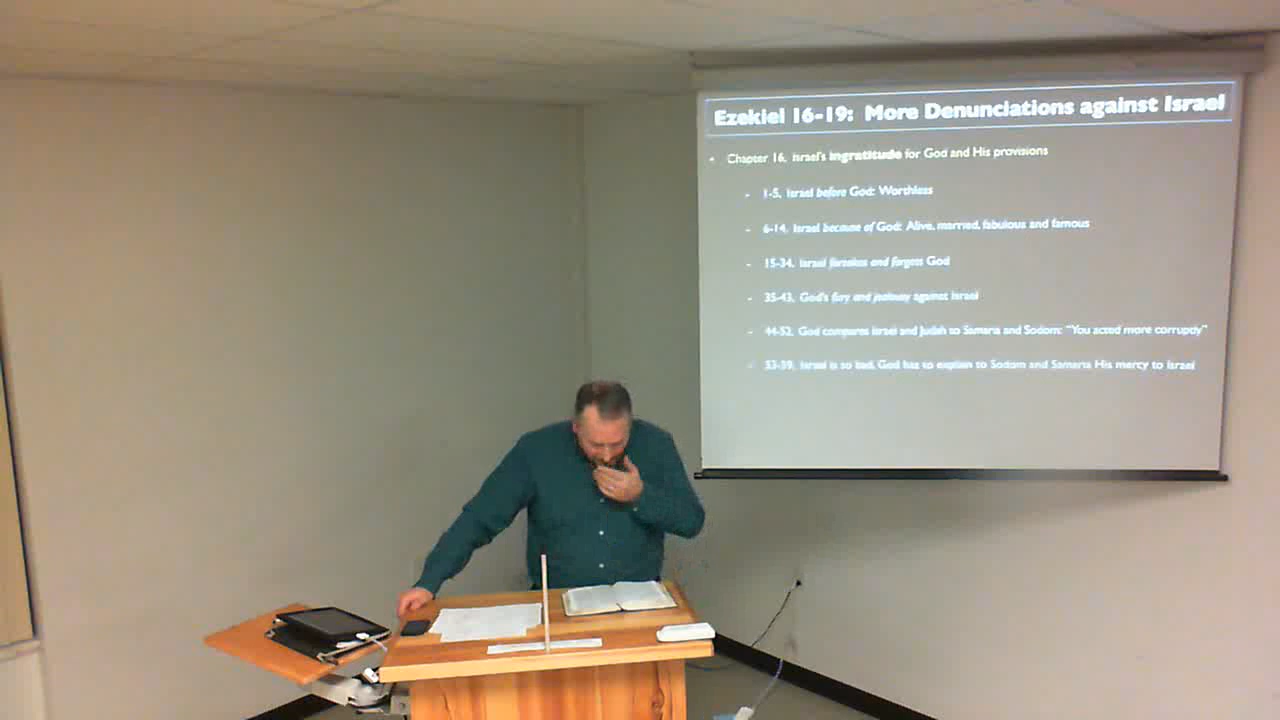 Ezekiel 16-19: More Denunciations against Israel
• Chapter 16. Israel's ingratitude for God and His provisions
- 1-5. Israel before God: Worthless
- 6-14. Israel because of God: Alive, married, fabulous and famous
- 15-34. Israel forsakes and forgets God
- 35-43. God's fury and jealousy against Israel
- 44-52. God compares Israel and Judah to Samaria and Sodom: "You acted more corruptly"
- 53-59. Israel is so bad, God has to explain to Sodom and Samaria His mercy to Israel